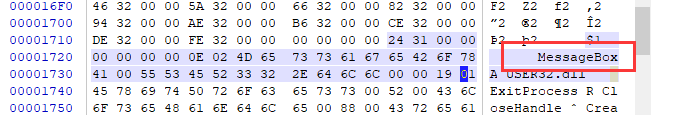 000016F0 46 32 00 00 5A 32 00 00 66 32 00 00 82 32 00 00 F2 Z2 f2 ‚2
00001700 94 32 00 00 AE 32 00 00 B6 32 00 00 CE 32 00 00 ”2 ®2 ¶2 Î2
00001710 DE 32 00 00 FE 32 00 00 00 00 00 00 24 31 00 00 Þ2 þ2 $1
00001720 00 00 00 00 0E 02 4D 65 73 73 61 67 65 42 6F 78 MessageBox
00001730 41 00 55 53 45 52 33 32 2E 64 6C 6C 00 00 19 01 A USER32.dll
00001740 45 78 69 74 50 72 6F 63 65 73 73 00 52 00 43 6C ExitProcess R Cl
00001750 6F 73 65 48 61 6E 64 6C 65 00 88 00 43 72 65 61 oseHandle ˆ Crea